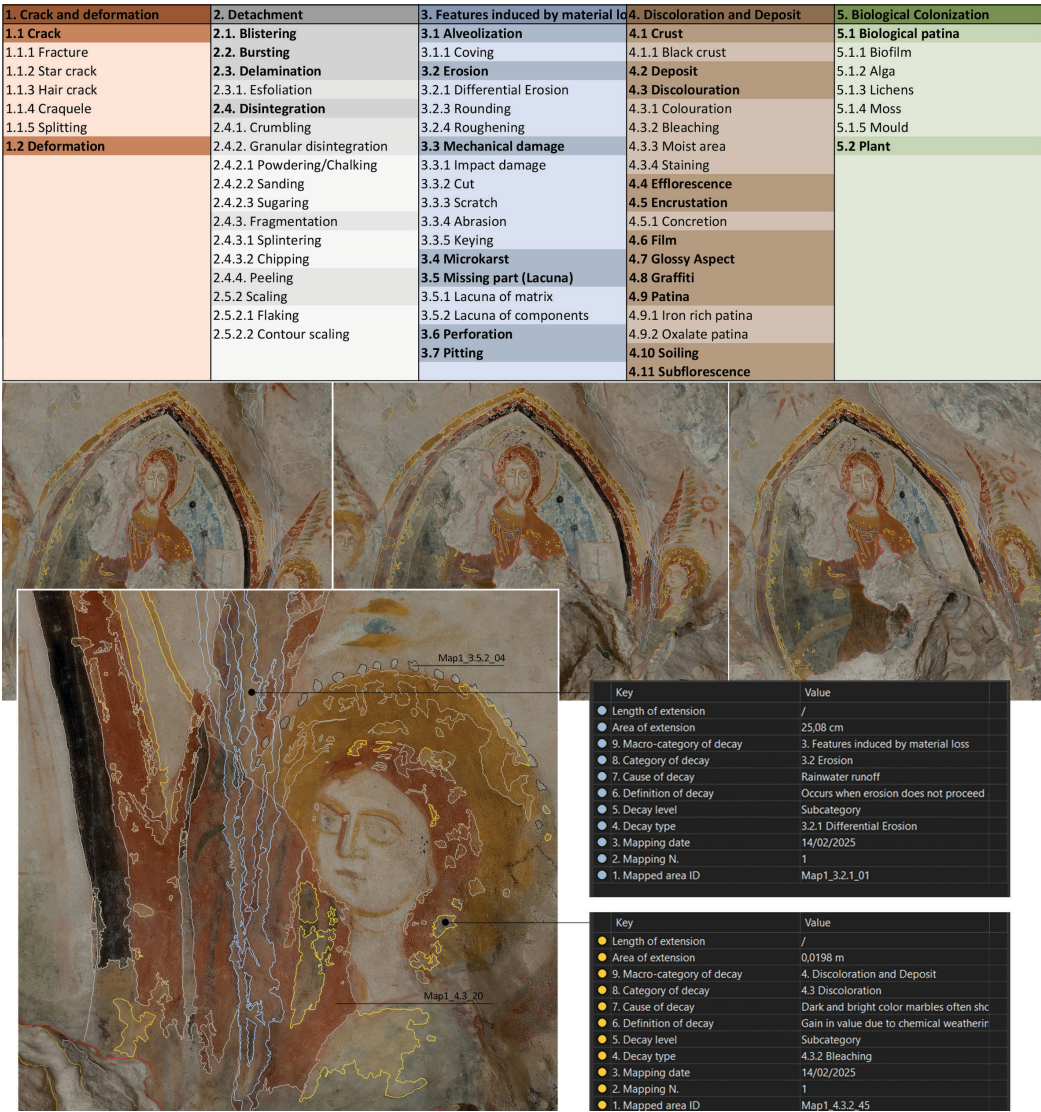 1. Crack and deformation
1.1 Crack
1.1.1 Fracture
1.1.2 Star crack
1.1.3 Hair crack
1.1.4 Craquele
1.1.5 Splitting
1.2 Deformation
2. Detachment
2.1. Blistering
2.2. Bursting
2.3. Delamination
2.3.1. Esfoliation
2.4. Disintegration
2.4.1. Crumbling
2.4.2. Granular disintegration
2.4.2.1 Powdering/Chalking
2.4.2.2 Sanding
2.4.2.3 Sugaring
2.4.3. Fragmentation
2.4.3.1 Splintering
2.4.3.2 Chipping
2.4.4. Peeling
2.5.2 Scaling
2.5.2.1 Flaking
2.5.2.2 Contour scaling
3. Features induced by material lo
3.1 Alveolization
3.1.1 Coving
3.2 Erosion
3.2.1 Differential Erosion
3.2.3 Rounding
3.2.4 Roughening
3.3 Mechanical damage
3.3.1 Impact damage
3.3.2 Cut
3.3.3 Scratch
3.3.4 Abrasion
3.3.5 Keying
3.4 Microkarst
3.5 Missing part (Lacuna)
3.5.1 Lacuna of matrix
3.5.2 Lacuna of components
3.6 Perforation
3.7 Pitting
4. Discoloration and Deposit
4.1 Crust
4.1.1 Black crust
4.2 Deposit
4.3 Discolouration
4.3.1 Colouration
4.3.2 Bleaching
4.3.3 Moist area
4.3.4 Staining
4.4 Efflorescence
4.5 Encrustation
4.5.1 Concretion
4.6 Film
4.7 Glossy Aspect
4.8 Graffiti
4.9 Patina
4.9.1 Iron rich patina
4.9.2 Oxalate patina
4.10 Soiling
4.11 Subflorescence
5. Biological Colonization
5.1 Biological patina
5.1.1 Biofilm
5.1.2 Alga
5.1.3 Lichens
5.1.4 Moss
5.1.5 Mould
5.2 Plant
Map1_3.5.2_04
Map1_4.3_20
Key Value
Length of extension /
Area of extension 25,08 cm
9. Macro-category of decay 3. Features induced by material loss
8. Category of decay 3.2 Erosion
7. Cause of decay Rainwater runoff
6. Definition of decay Occurs when erosion does not proceed
5. Decay level Subcategory
4. Decay type 3.2.1 Differential Erosion
3. Mapping date 14/02/2025
2. Mapping N. 1
1. Mapped area ID Map1_3.2.1_01
Key Value
Length of extension /
Area of extension 0,0198 m
9. Macro-category of decay 4. Discoloration and Deposit
8. Category of decay 4.3 Discoloration
7. Cause of decay Dark and bright color marbles often sho
6. Definition of decay Gain in value due to chemical weatherin
5. Decay level Subcategory
4. Decay type 4.3.2 Bleaching
3. Mapping date 14/02/2025
2. Mapping N. 1
1. Mapped area ID Map1_4.3.2_45